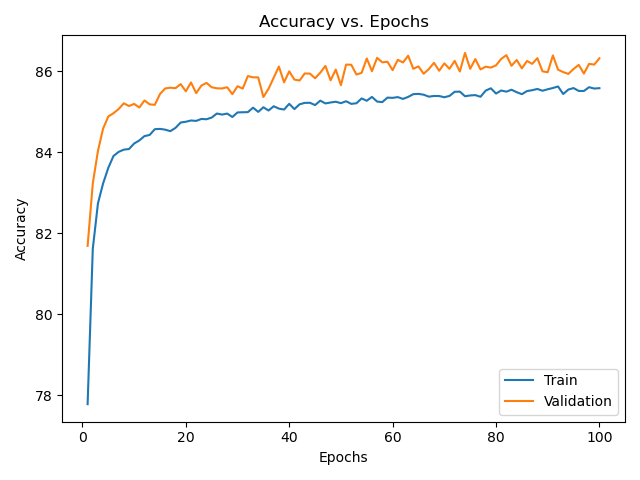 Accuracy vs. Epochs
Accuracy
86
84
82
80
78
0 20 40 60 80 100
Epochs
Train
Validation